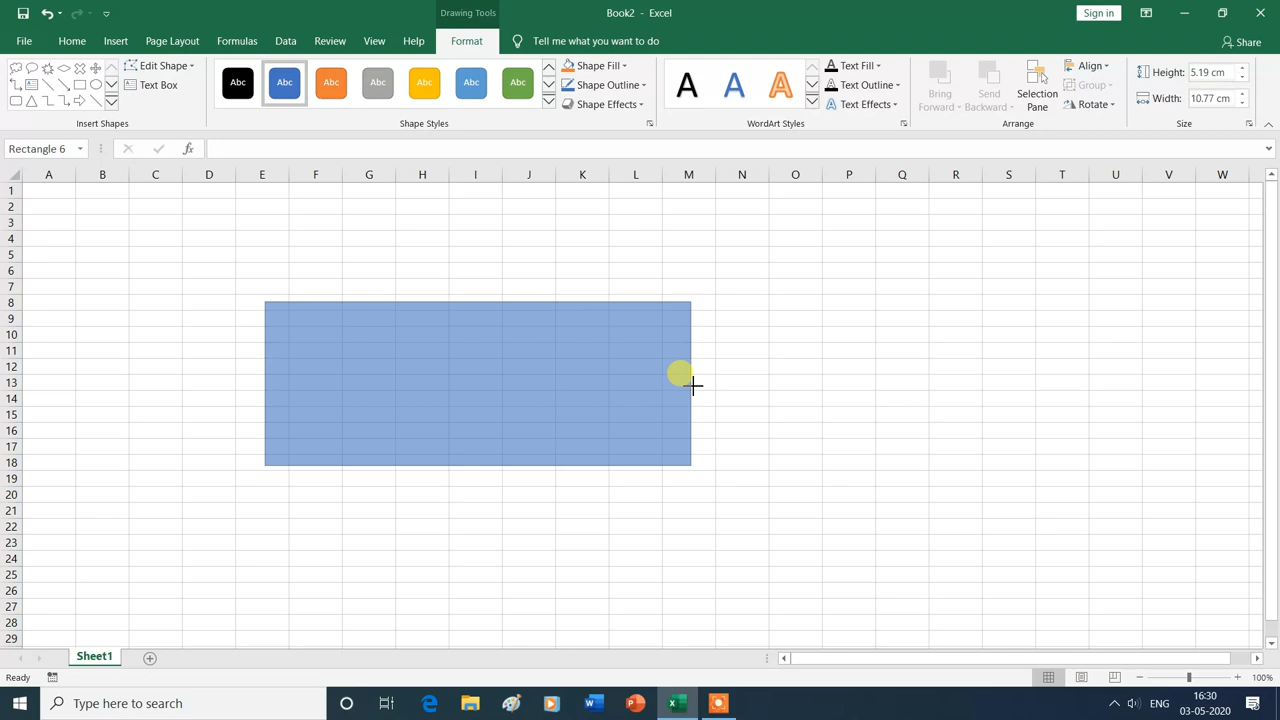 Drawing Tools
Book2 - Excel
Sign in
File Home Insert Page Layout Formulas Data Review View Help Format Tell me what you want to do Share
Edit Shape
Text Box
Insert Shapes
Abc Abc Abc Abc Abc Abc Abc
Shape Fill
Shape Outline
Shape Effects
Shape Styles
A A A
Text Fill
Text Outline
Text Effects
WordArt Styles
Bring Forward
Send Backward
Selection Pane
Align
Group
Rotate
Arrange
Height: 5.19 cm
Width: 10.77 cm
Size
Rectangle 6
fx
A B C D E F G H I J K L M N O P Q R S T U V W
1
2
3
4
5
6
7
8
9
10
11
12
13
14
15
16
17
18
19
20
21
22
23
24
25
26
27
28
29
Sheet1
Ready
100%
Type here to search
ENG
16:30
03-05-2020